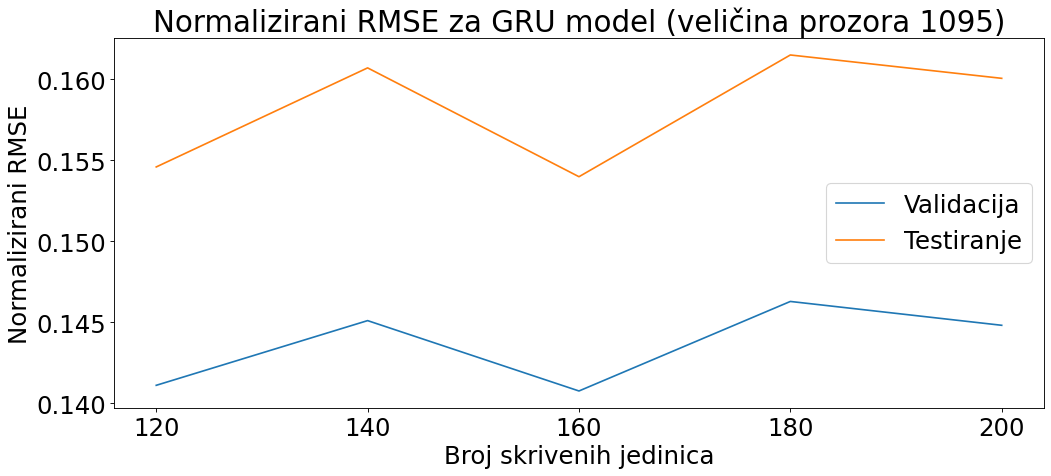 Normalizirani RMSE za GRU model (veličina prozora 1095)
Normalizirani RMSE
0.160
0.155
0.150
0.145
0.140
Validacija
Testiranje
120 140 160 180 200
Broj skrivenih jedinica